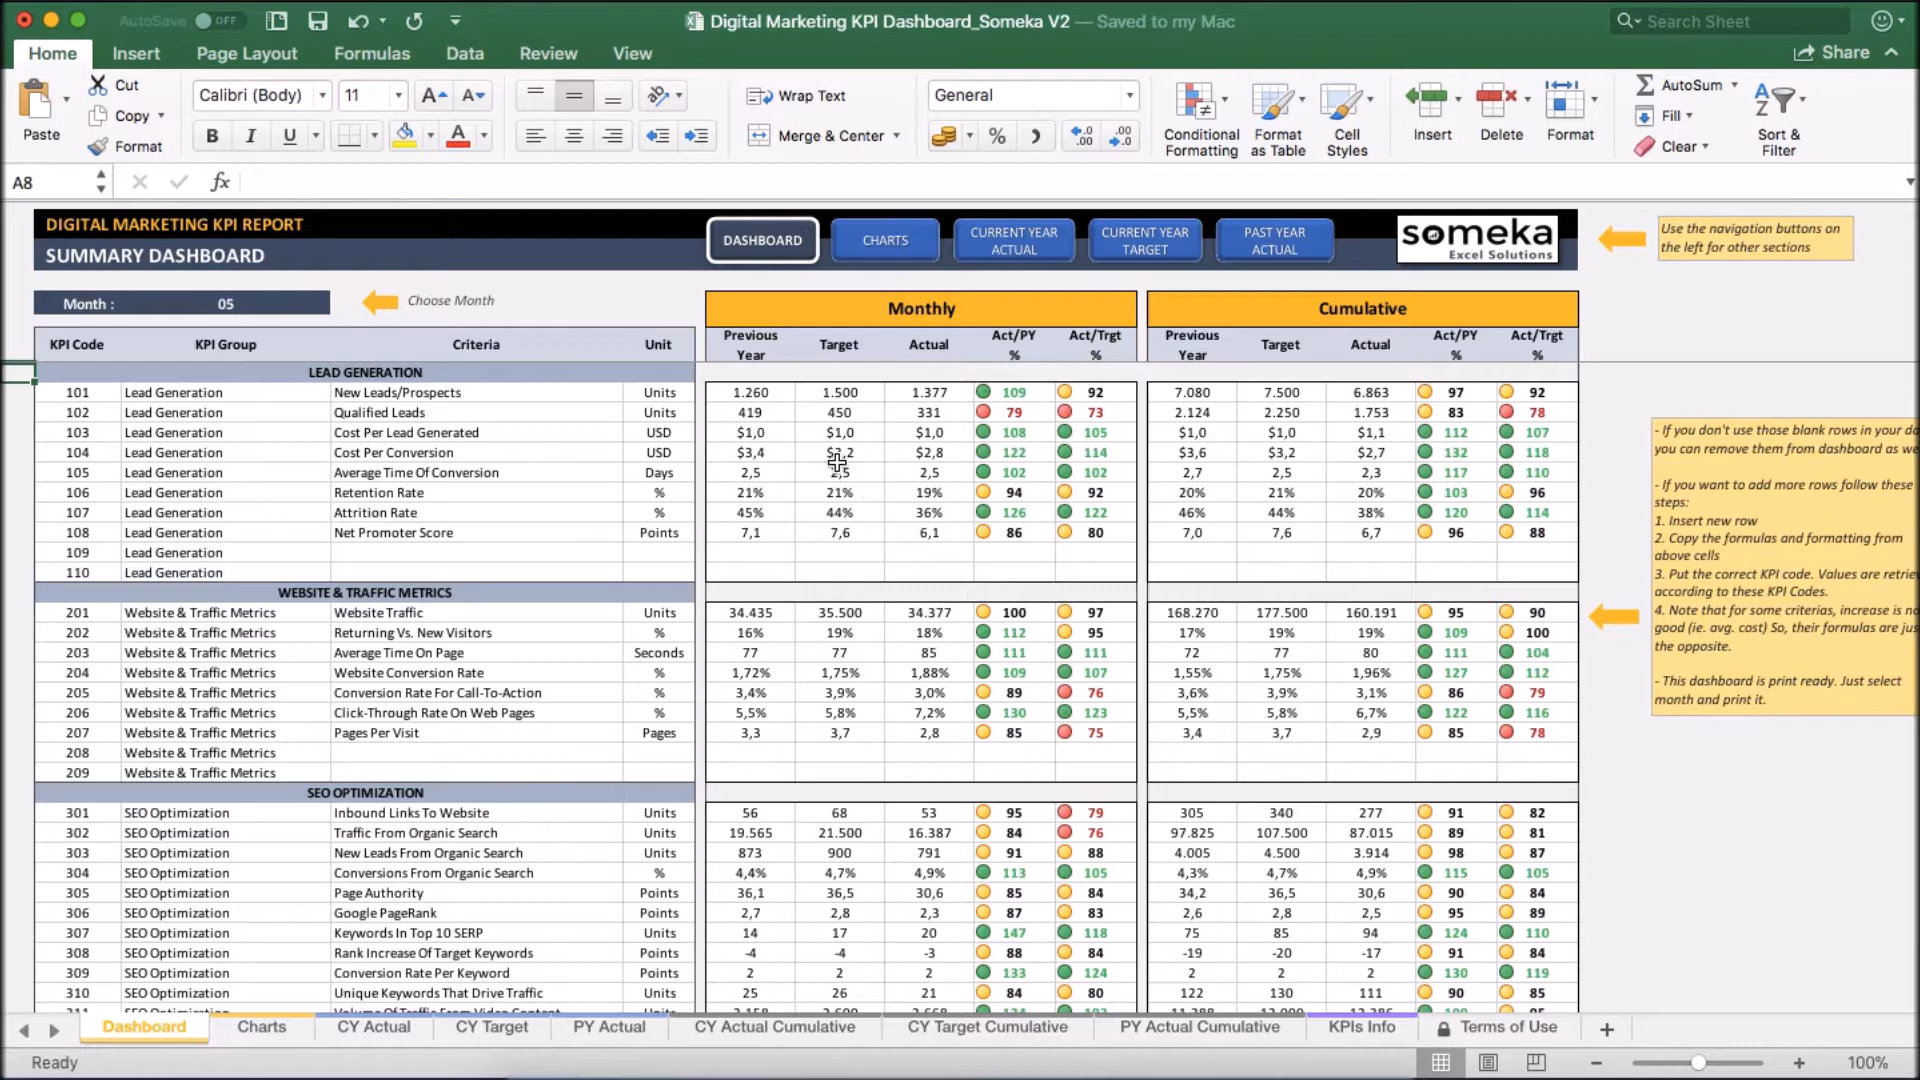 AutoSave OFF
Digital Marketing KPI Dashboard_Someka V2 — Saved to my Mac
Search Sheet
Home Insert Page Layout Formulas Data Review View
Share
Paste
Cut
Copy
Format
Calibri (Body) 11
B I U
Wrap Text
Merge & Center
General
Conditional Formatting
Format as Table
Cell Styles
Insert
Delete
Format
AutoSum
Fill
Clear
Sort & Filter
A8 fx
DIGITAL MARKETING KPI REPORT
SUMMARY DASHBOARD
DASHBOARD CHARTS CURRENT YEAR ACTUAL CURRENT YEAR TARGET PAST YEAR ACTUAL
someka
Excel Solutions
Use the navigation buttons on
the left for other sections
Month : 05
Choose Month
Monthly Cumulative
KPI Code KPI Group Criteria Unit Previous Year Target Actual Act/PY % Act/Trgt % Previous Year Target Actual Act/PY % Act/Trgt %
LEAD GENERATION
101 Lead Generation New Leads/Prospects Units 1.260 1.500 1.377 109 92 7.080 7.500 6.863 97 92
102 Lead Generation Qualified Leads Units 419 450 331 79 73 2.124 2.250 1.753 83 78
103 Lead Generation Cost Per Lead Generated USD $1,0 $1,0 $1,0 108 105 $1,0 $1,0 $1,1 112 107
104 Lead Generation Cost Per Conversion USD $3,4 $2,8 122 114 $3,6 $3,2 $2,7 132 118
105 Lead Generation Average Time Of Conversion Days 2,5 2,5 2,5 102 102 2,7 2,5 2,3 117 110
106 Lead Generation Retention Rate % 21% 21% 19% 94 92 20% 21% 20% 103 96
107 Lead Generation Attrition Rate % 45% 44% 36% 126 122 46% 44% 38% 120 114
108 Lead Generation Net Promoter Score Points 7,1 7,6 6,1 86 80 7,0 7,6 6,7 96 88
109 Lead Generation
110 Lead Generation
WEBSITE & TRAFFIC METRICS
201 Website & Traffic Metrics Website Traffic Units 34.435 35.500 34.377 100 97 168.270 177.500 160.191 95 90
202 Website & Traffic Metrics Returning Vs. New Visitors % 16% 19% 18% 112 95 17% 19% 19% 109 100
203 Website & Traffic Metrics Average Time On Page Seconds 77 77 85 111 111 72 77 80 111 104
204 Website & Traffic Metrics Website Conversion Rate % 1,72% 1,75% 1,88% 109 107 1,55% 1,75% 1,96% 127 112
205 Website & Traffic Metrics Conversion Rate For Call-To-Action % 3,4% 3,9% 3,0% 89 76 3,6% 3,9% 3,1% 86 79
206 Website & Traffic Metrics Click-Through Rate On Web Pages % 5,5% 5,8% 7,2% 130 123 5,5% 5,8% 6,7% 122 116
207 Website & Traffic Metrics Pages Per Visit Pages 3,3 3,7 2,8 85 75 3,4 3,7 2,9 85 78
208 Website & Traffic Metrics
209 Website & Traffic Metrics
SEO OPTIMIZATION
301 SEO Optimization Inbound Links To Website Units 56 68 53 95 79 305 340 277 91 82
302 SEO Optimization Traffic From Organic Search Units 19.565 21.500 16.387 84 76 97.825 107.500 87.015 89 81
303 SEO Optimization New Leads From Organic Search Units 873 900 791 91 88 4.005 4.500 3.914 98 87
304 SEO Optimization Conversions From Organic Search % 4,4% 4,7% 4,9% 113 105 4,3% 4,7% 4,9% 115 105
305 SEO Optimization Page Authority Points 36,1 36,5 30,6 85 84 34,2 36,5 30,6 90 84
306 SEO Optimization Google PageRank Points 2,7 2,8 2,3 87 83 2,6 2,8 2,5 95 89
307 SEO Optimization Keywords In Top 10 SERP Units 14 17 20 147 118 75 85 94 124 110
308 SEO Optimization Rank Increase Of Target Keywords Points -4 -4 -3 88 84 -19 -20 -17 91 84
309 SEO Optimization Conversion Rate Per Keyword Points 2 2 2 133 124 2 2 2 130 119
310 SEO Optimization Unique Keywords That Drive Traffic Units 25 26 21 84 80 122 130 111 90 85
- If you don't use those blank rows in your da
you can remove them from dashboard as we
- If you want to add more rows follow these
steps:
1. Insert new row
2. Copy the formulas and formatting from
above cells
3. Put the correct KPI code. Values are retrie
according to these KPI Codes.
4. Note that for some criterias, increase is no
good (ie. avg. cost) So, their formulas are jus
the opposite.
- This dashboard is print ready. Just select
month and print it.
Dashboard Charts CY Actual CY Target PY Actual CY Actual Cumulative CY Target Cumulative PY Actual Cumulative KPIs Info Terms of Use
Ready 100%